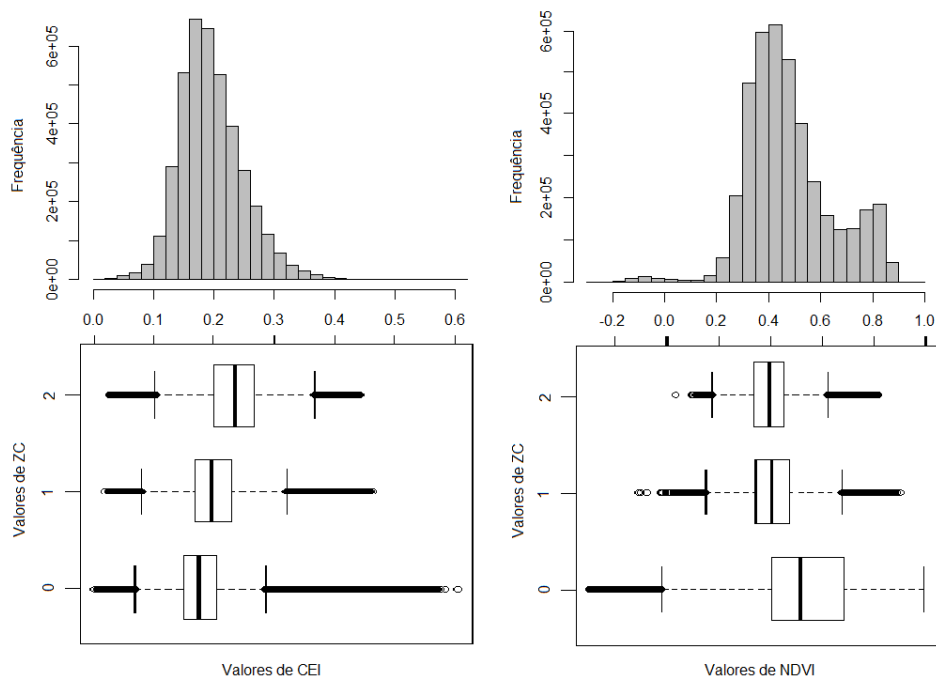 Frequência
0e+00 2e+05 4e+05 6e+05
0.0 0.1 0.2 0.3 0.4 0.5 0.6
Frequência
0e+00 2e+05 4e+05 6e+05
-0.2 0.0 0.2 0.4 0.6 0.8 1.0
Valores de ZC
2
1
0
Valores de CEI
Valores de ZC
2
1
0
Valores de NDVI